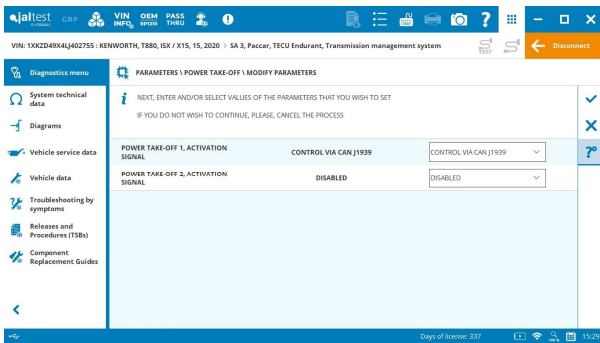 jaltest GRP VIN INFO OEM RP1210 PASS THRU
BY COJALI
VIN: 1XKZD49X4LJ402755 : KENWORTH, T880, ISX / X15, 15, 2020 > SA 3, Paccar, TECU Endurant, Transmission management system
TEST
Disconnect
Diagnostics menu
PARAMETERS \ POWER TAKE-OFF \ MODIFY PARAMETERS
System technical
data
Diagrams
Vehicle service data
Vehicle data
Troubleshooting by
symptoms
Releases and
Procedures (TSBs)
Component
Replacement Guides
NEXT, ENTER AND/OR SELECT VALUES OF THE PARAMETERS THAT YOU WISH TO SET
IF YOU DO NOT WISH TO CONTINUE, PLEASE, CANCEL THE PROCESS
POWER TAKE-OFF 1, ACTIVATION
SIGNAL
CONTROL VIA CAN J1939
CONTROL VIA CAN J1939
POWER TAKE-OFF 2, ACTIVATION
SIGNAL
DISABLED
DISABLED
Days of license: 337
100 %
15:29